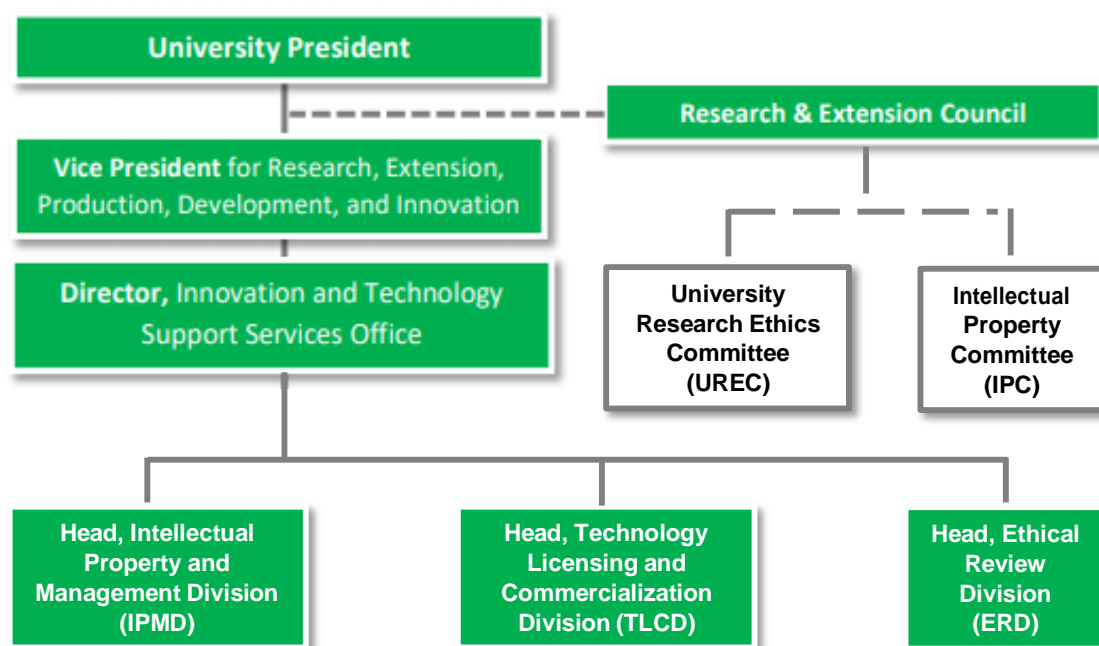 University President
Research & Extension Council
Vice President for Research, Extension,
Production, Development, and Innovation
Director, Innovation and Technology
Support Services Office
University
Research Ethics
Committee
(UREC)
Intellectual
Property
Committee
(IPC)
Head, Intellectual
Property and
Management Division
(IPMD)
Head, Technology
Licensing and
Commercialization
Division (TLCD)
Head, Ethical
Review
Division
(ERD)